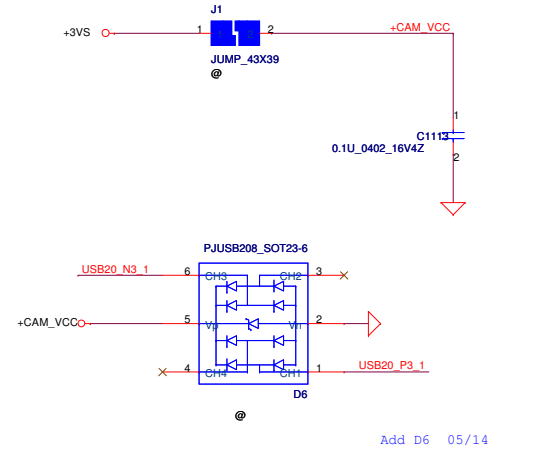 J1
+3VS 1 2 +CAM_VCC
JUMP_43X39
@
1
C1113
0.1U_0402_16V4Z
2
PJUSB208_SOT23-6
USB20_N3_1 6 CH3 CH2 3
+CAM_VCC 5 Vp Vn 2
4 CH4 CH1 1 USB20_P3_1
D6
@
Add D6 05/14